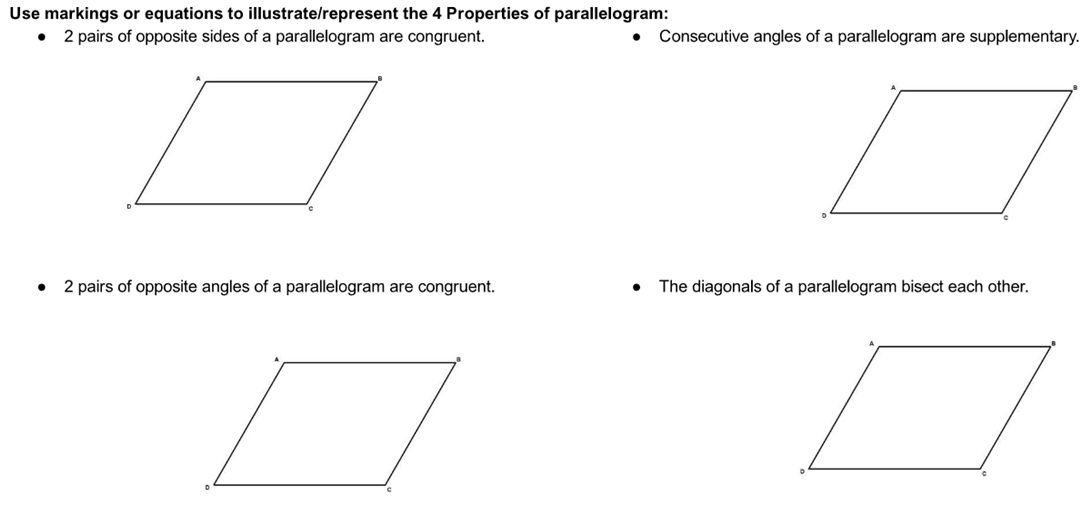 Use markings or equations to illustrate/represent the 4 Properties of parallelogram:
● 2 pairs of opposite sides of a parallelogram are congruent.
● Consecutive angles of a parallelogram are supplementary.
A B
A B
D C
D C
● 2 pairs of opposite angles of a parallelogram are congruent.
● The diagonals of a parallelogram bisect each other.
A B
A B
D C
D C